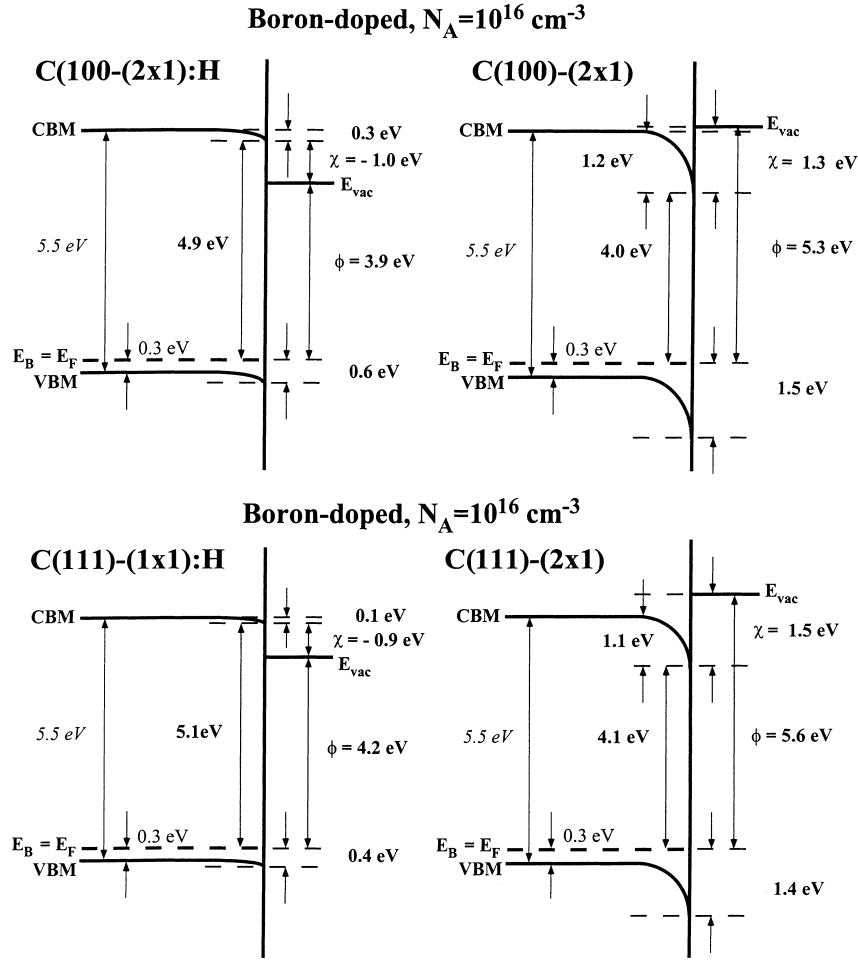 Boron-doped, N_A=10^16 cm^-3
C(100-(2x1):H
CBM
0.3 eV
χ = - 1.0 eV
E_vac
5.5 eV
4.9 eV
ϕ = 3.9 eV
0.3 eV
E_B = E_F
VBM
0.6 eV
C(100)-(2x1)
CBM
E_vac
1.2 eV
χ = 1.3 eV
5.5 eV
4.0 eV
ϕ = 5.3 eV
0.3 eV
E_B = E_F
VBM
1.5 eV
Boron-doped, N_A=10^16 cm^-3
C(111)-(1x1):H
CBM
0.1 eV
χ = - 0.9 eV
E_vac
5.5 eV
5.1eV
ϕ = 4.2 eV
0.3 eV
E_B = E_F
VBM
0.4 eV
C(111)-(2x1)
E_vac
CBM
1.1 eV
χ = 1.5 eV
5.5 eV
4.1 eV
ϕ = 5.6 eV
0.3 eV
E_B = E_F
VBM
1.4 eV